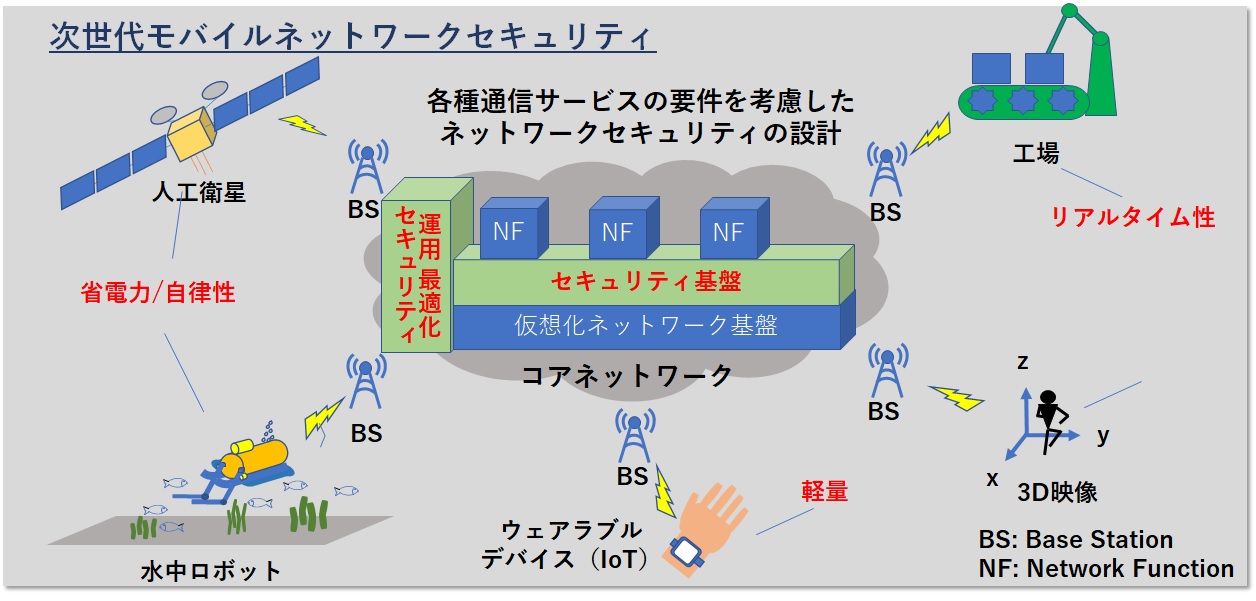 次世代モバイルネットワークセキュリティ
各種通信サービスの要件を考慮した
ネットワークセキュリティの設計
人工衛星
BS
BS
工場
リアルタイム性
運用最適化
セキュリティ
NF
NF
NF
セキュリティ基盤
仮想化ネットワーク基盤
コアネットワーク
省電力/自律性
BS
BS
BS
z
y
x
3D映像
軽量
ウェアラブル
デバイス（IoT）
水中ロボット
BS: Base Station
NF: Network Function